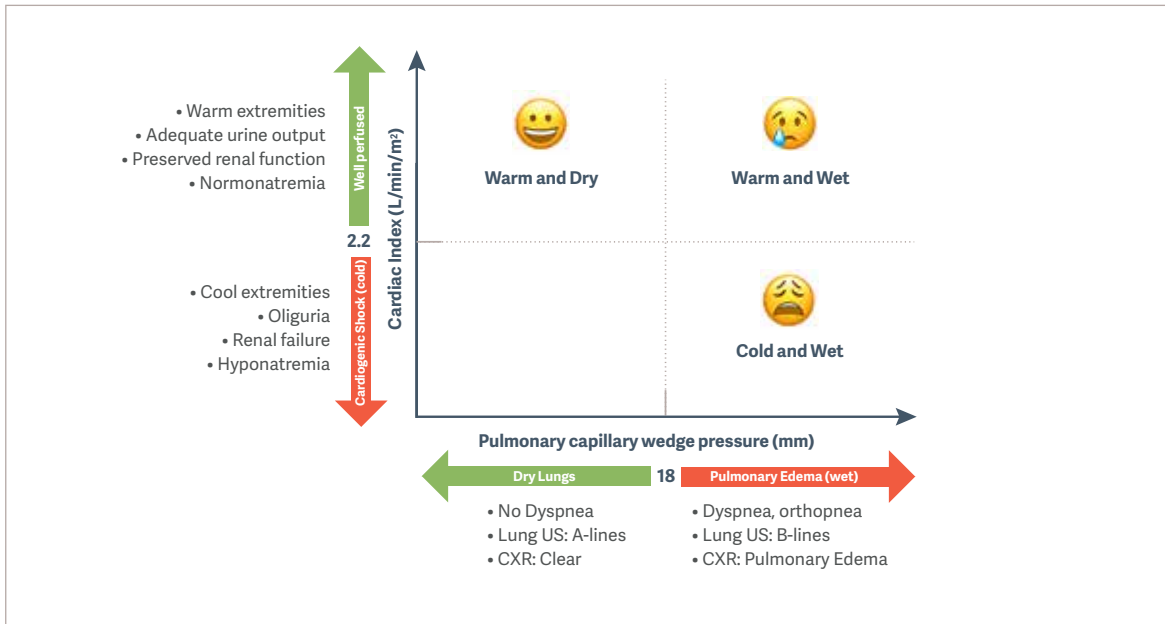 • Warm extremities
• Adequate urine output
• Preserved renal function
• Normonatremia
Well perfused
2.2
Cardiogenic Shock (cold)
• Cool extremities
• Oliguria
• Renal failure
• Hyponatremia
Cardiac Index (L/min/m²)
Warm and Dry
Warm and Wet
Cold and Wet
Pulmonary capillary wedge pressure (mm)
Dry Lungs
18
Pulmonary Edema (wet)
• No Dyspnea
• Lung US: A-lines
• CXR: Clear
• Dyspnea, orthopnea
• Lung US: B-lines
• CXR: Pulmonary Edema